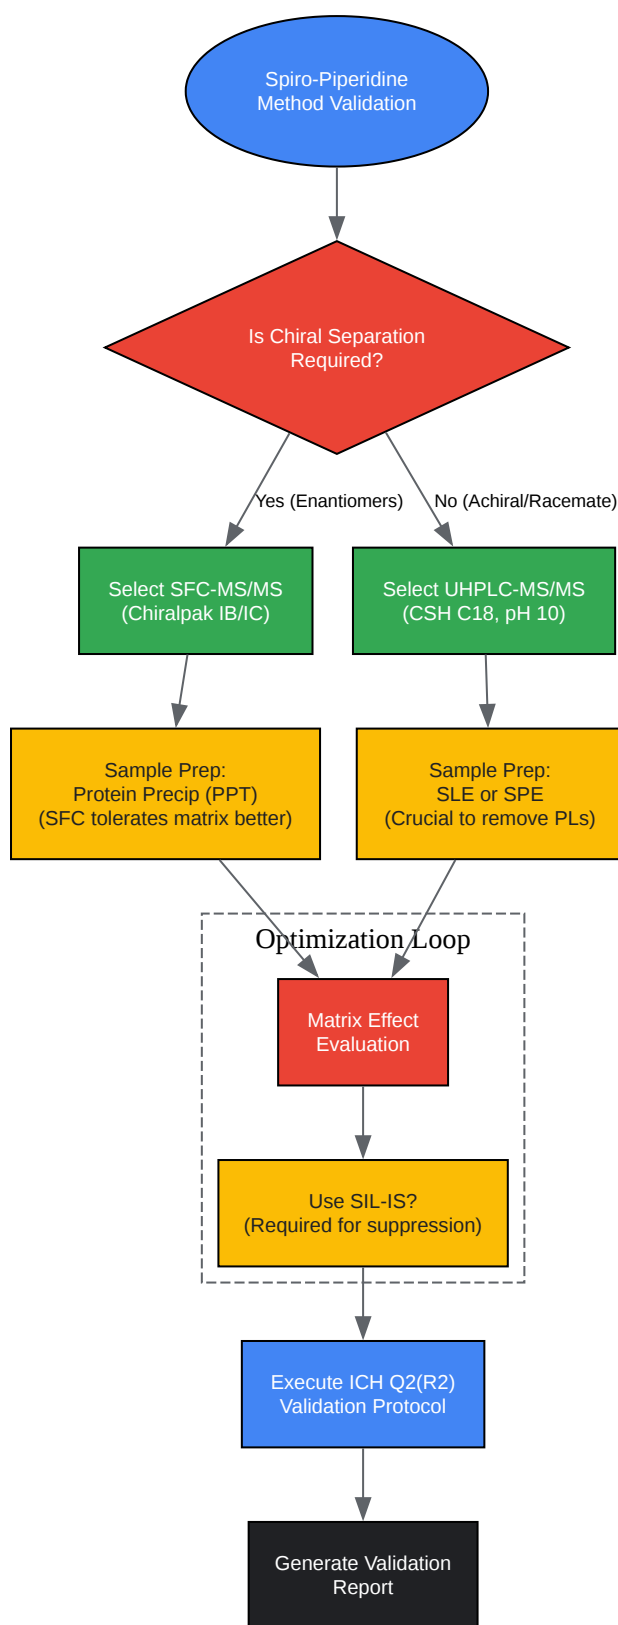 Spiro-Piperidine
Method Validation
Is Chiral Separation
Required?
Yes (Enantiomers)
No (Achiral/Racemate)
Select SFC-MS/MS
(Chiralpak IB/IC)
Select UHPLC-MS/MS
(CSH C18, pH 10)
Sample Prep:
Protein Precip (PPT)
(SFC tolerates matrix better)
Sample Prep:
SLE or SPE
(Crucial to remove PLs)
Optimization Loop
Matrix Effect
Evaluation
Use SIL-IS?
(Required for suppression)
Execute ICH Q2(R2)
Validation Protocol
Generate Validation
Report